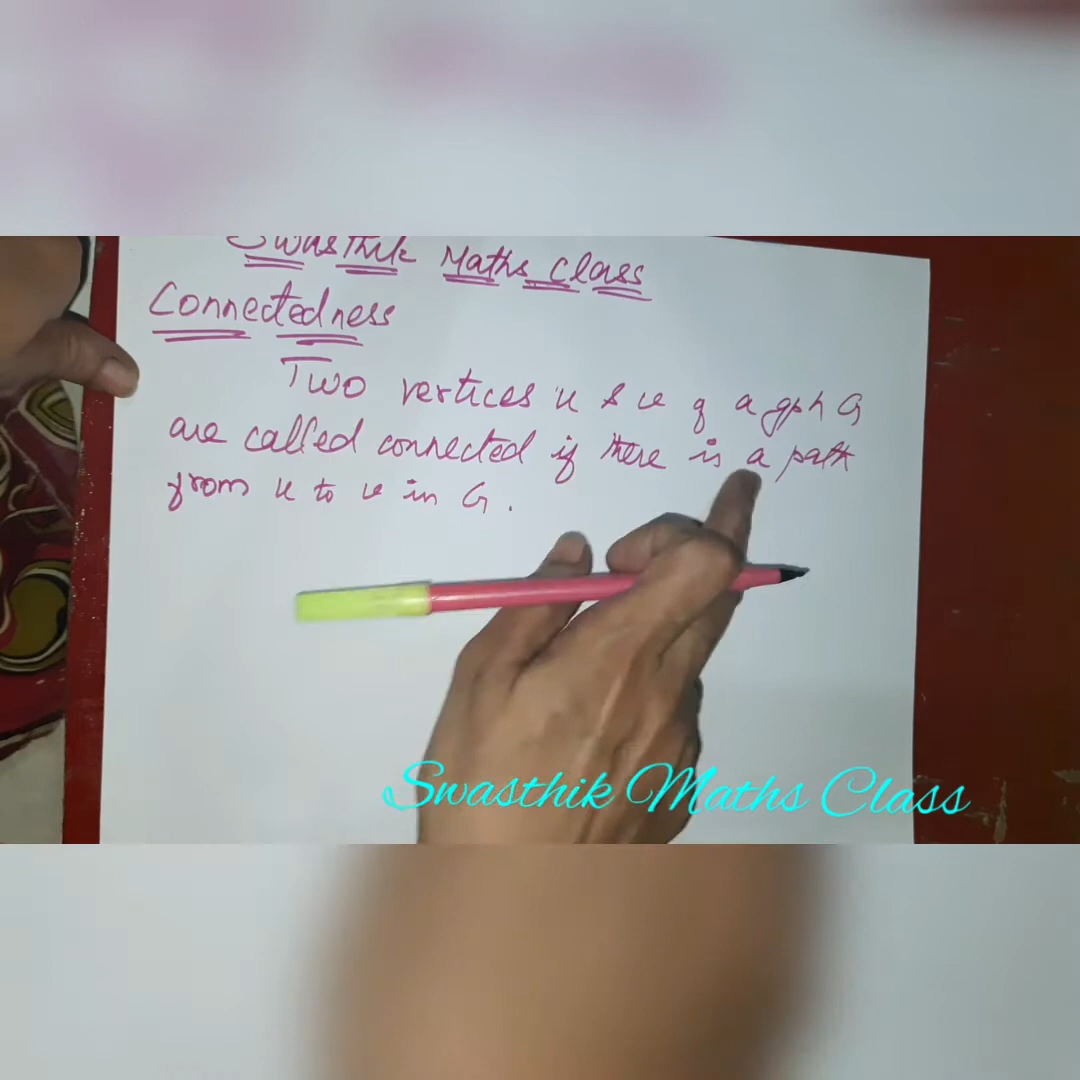 Swasthik Maths Class
Connectedness
Two vertices u & v of a gph G
are called connected if there is a path
from u to v in G.
Swasthik Maths Class